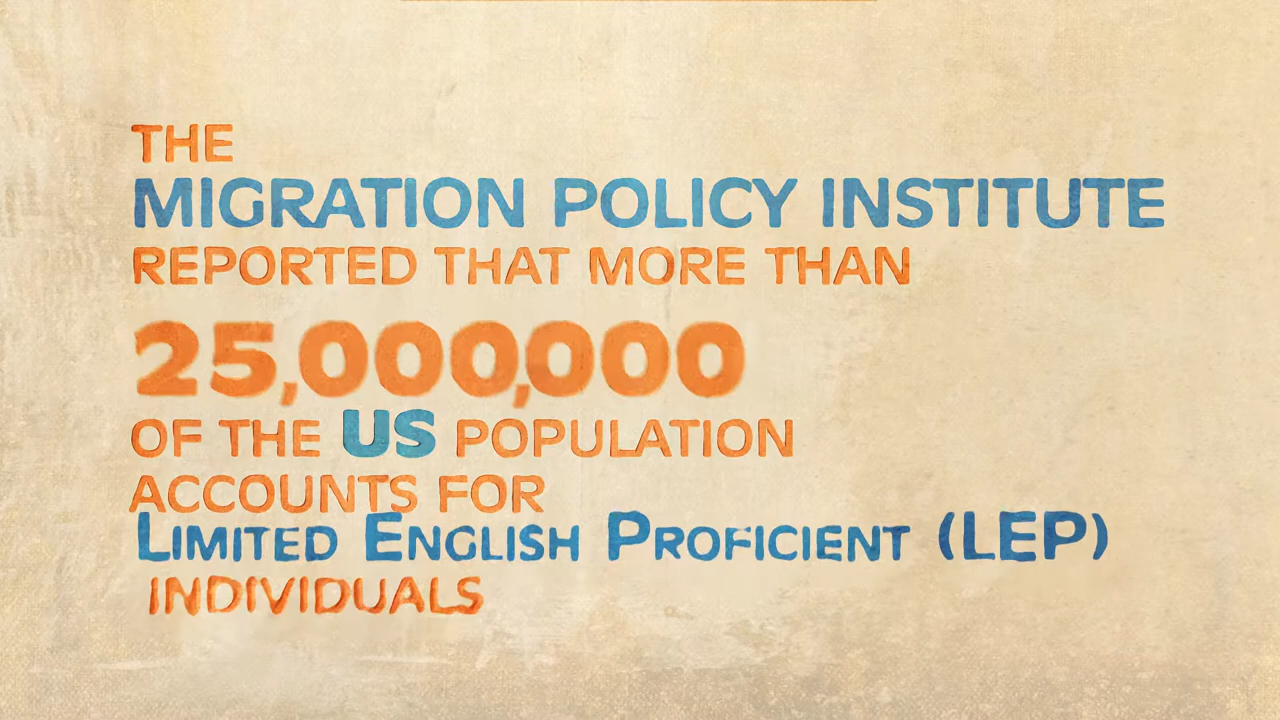 THE
MIGRATION POLICY INSTITUTE
REPORTED THAT MORE THAN
25,000,000
OF THE US POPULATION
ACCOUNTS FOR
LIMITED ENGLISH PROFICIENT (LEP)
INDIVIDUALS